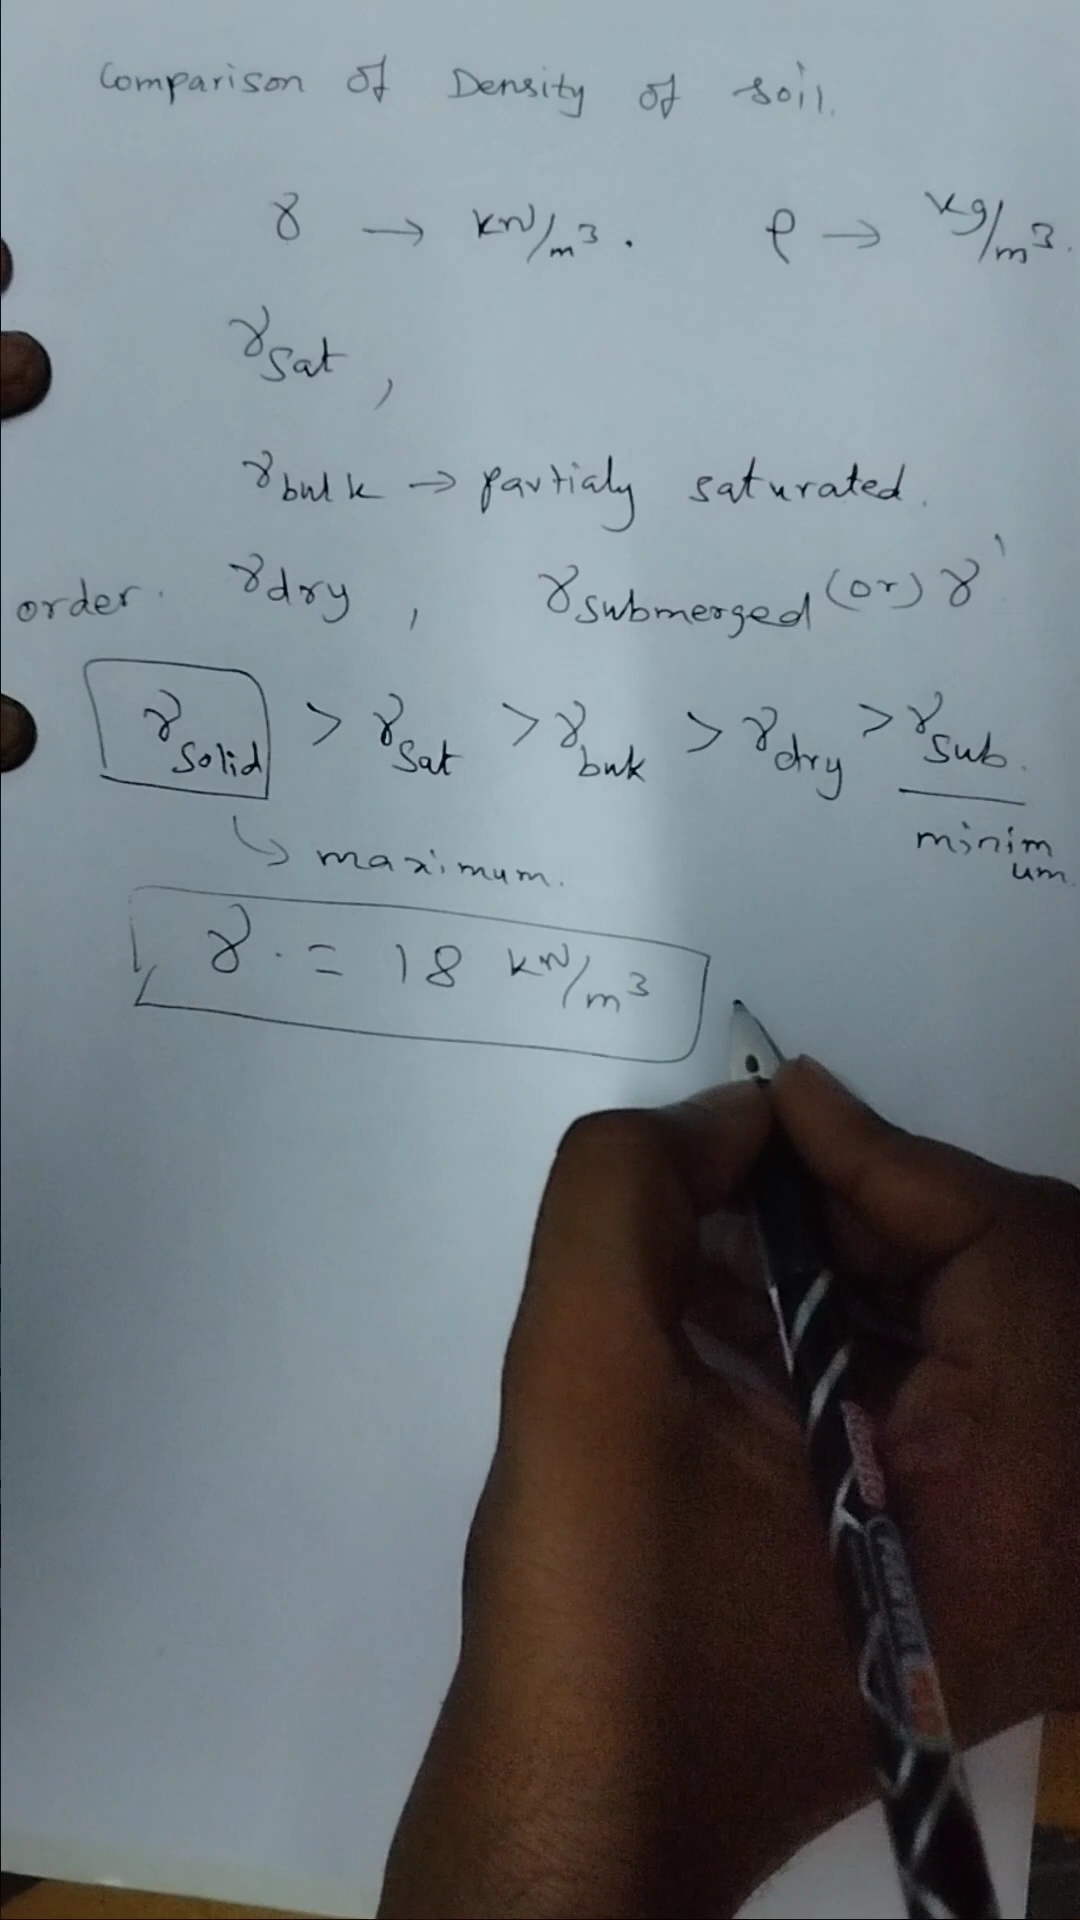 Comparison of Density of soil.
γ → kN/m³. ρ → kg/m³.
γsat,
γbulk → partialy saturated.
order. γdry, γsubmerged (or) γ'
γsolid > γsat > γbulk > γdry > γsub.
↳ maximum. minimum.
γ. = 18 kN/m³